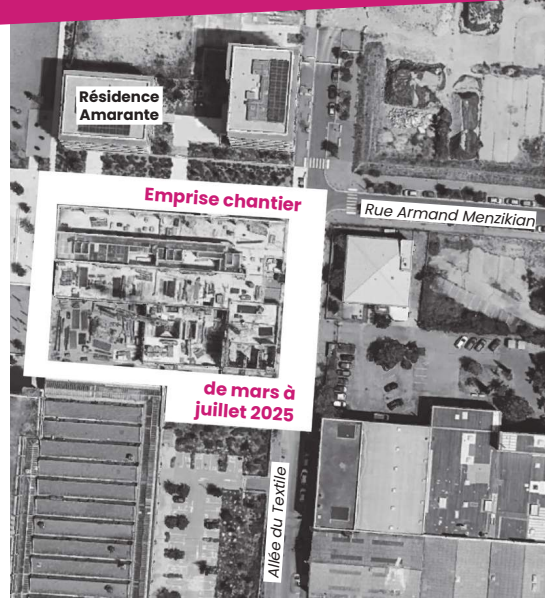 Résidence
Amarante
Emprise chantier
Rue Armand Menzikian
de mars à
juillet 2025
Allée du Textile